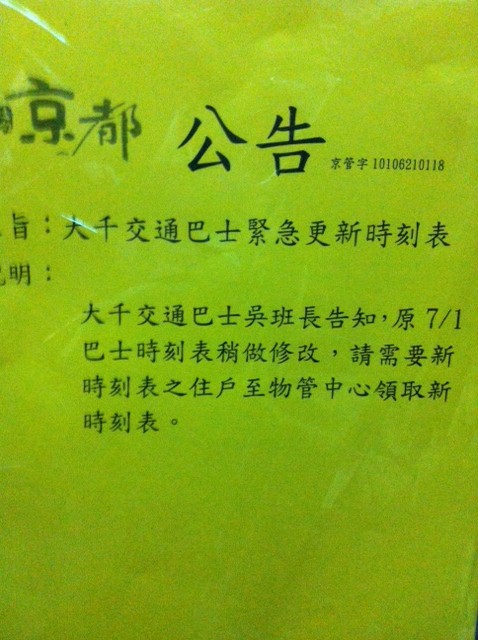 京都 公告 京管字 10106210118
旨：大千交通巴士緊急更新時刻表
明：
大千交通巴士吳班長告知，原 7/1
巴士時刻表稍做修改，請需要新
時刻表之住戶至物管中心領取新
時刻表。